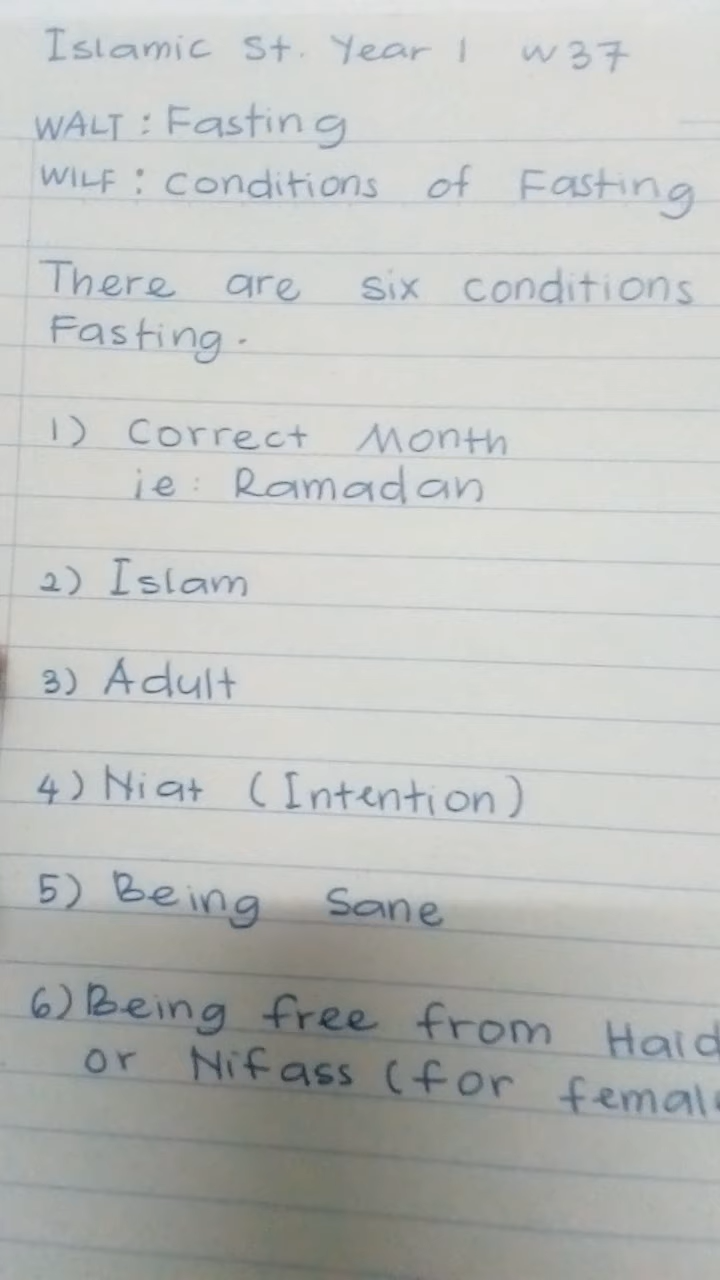 Islamic St. Year 1 W37
WALT : Fasting
WILF : conditions of Fasting
There are six conditions
Fasting.
1) Correct Month
ie: Ramadan
2) Islam
3) Adult
4) Niat (Intention)
5) Being Sane
6) Being free from Haid
or Nifass (for female